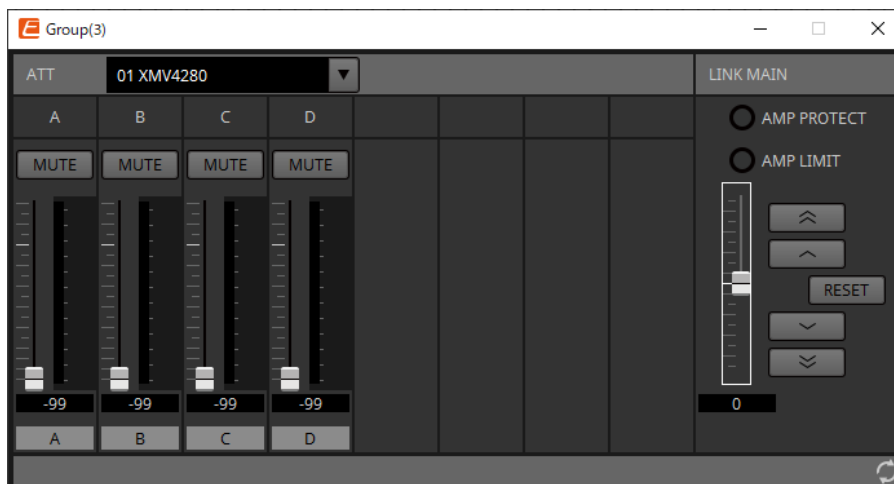 Group(3)
ATT 01 XMV4280 LINK MAIN
A B C D
AMP PROTECT
AMP LIMIT
MUTE MUTE MUTE MUTE
RESET
-99 -99 -99 -99 0
A B C D